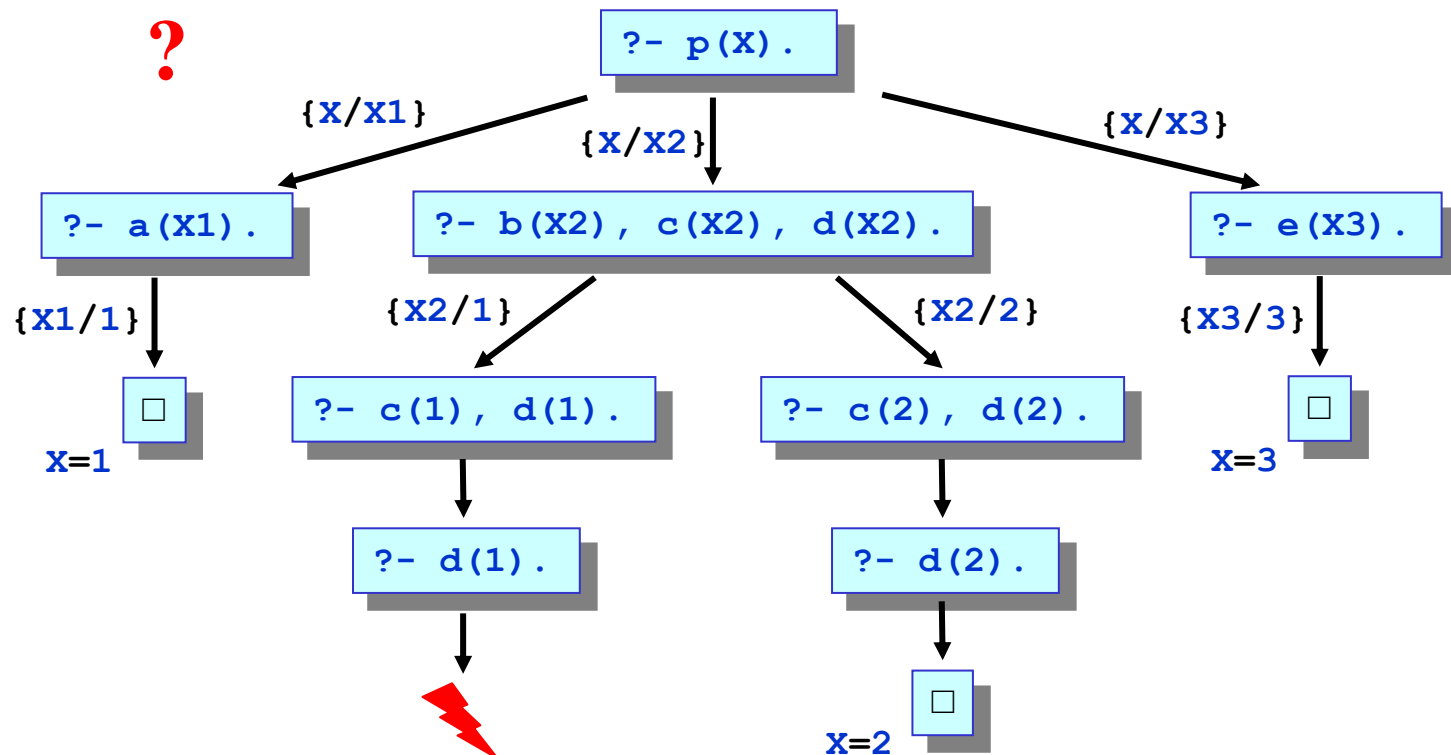 ?
?- p(X).
{X/X1}
{X/X2}
{X/X3}
?- a(X1).
?- b(X2), c(X2), d(X2).
?- e(X3).
{X1/1}
{X2/1}
{X2/2}
{X3/3}
□
?- c(1), d(1).
?- c(2), d(2).
□
X=1
X=3
?- d(1).
?- d(2).
□
X=2